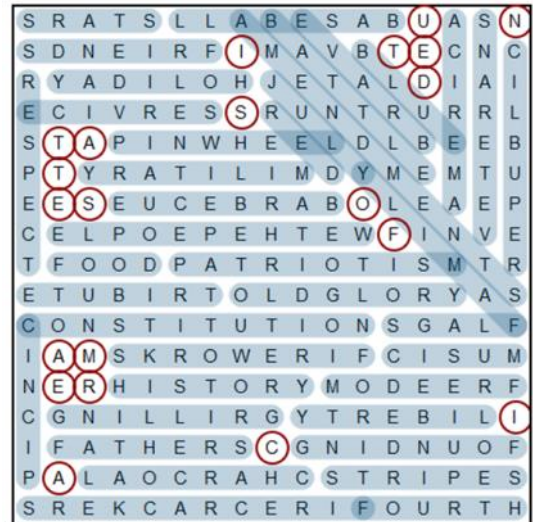 S R A T S L L A B E S A B U A S N
S D N E I R F I M A V B T E C N C
R Y A D I L O H J E T A L D I A I
E C I V R E S S R U N T R U R R L
S T A P I N W H E E L D L B E E B
P T Y R A T I L I M D Y M E M T U
E E S E U C E B R A B O L E A E P
C E L P O E P E H T E W F I N V E
T F O O D P A T R I O T I S M T R
E T U B I R T O L D G L O R Y A S
C O N S T I T U T I O N S G A L F
I A M S K R O W E R I F C I S U M
N E R H I S T O R Y M O D E E R F
C G N I L L I R G Y T R E B I L I
I F A T H E R S C G N I D N U O F
P A L A O C R A H C S T R I P E S
S R E K C A R C E R I F O U R T H